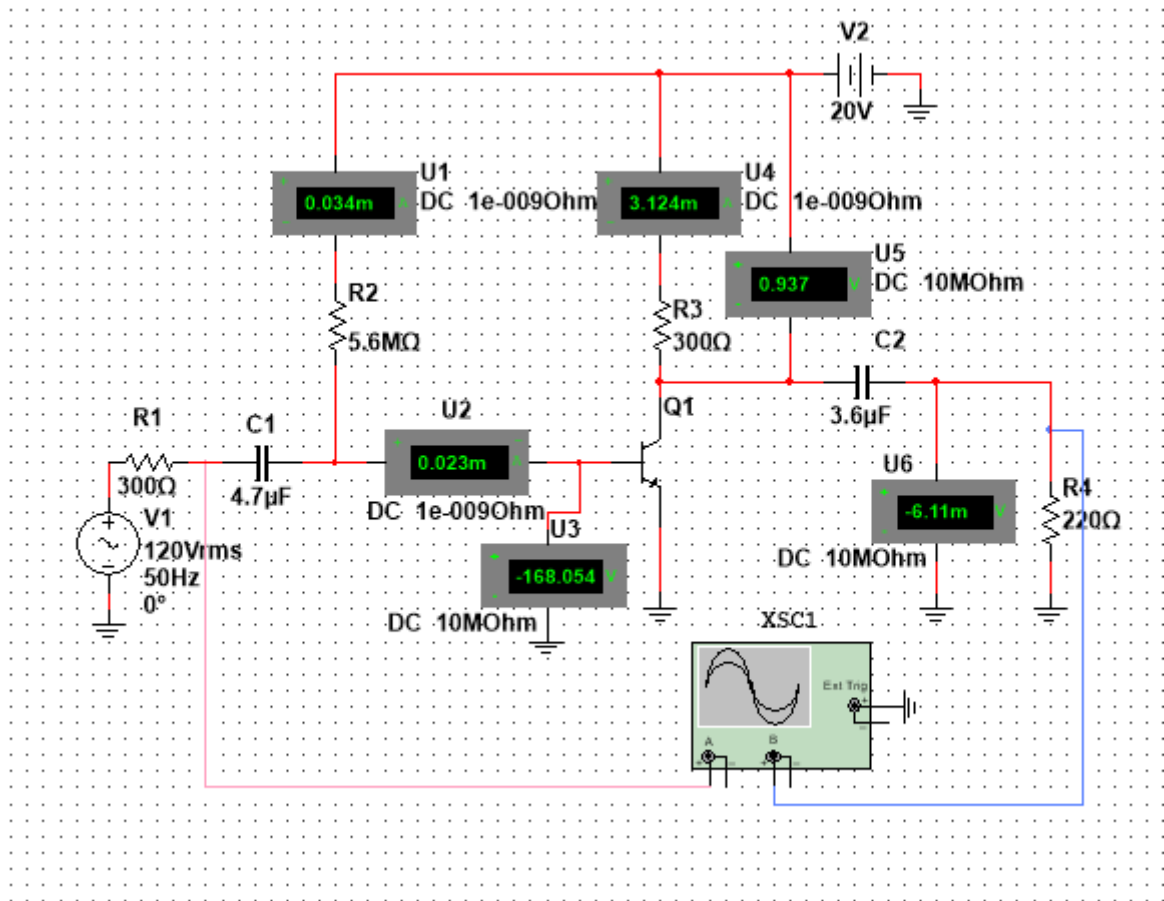 V2
20V
U1
0.034m A
DC 1e-009Ohm
U4
3.124m A
DC 1e-009Ohm
U5
0.937 V
DC 10MOhm
R2
5.6MΩ
R3
300Ω
C2
3.6µF
R1
300Ω
C1
4.7µF
U2
0.023m A
DC 1e-009Ohm
Q1
U3
-168.054 V
DC 10MOhm
V1
120Vrms
50Hz
0°
U6
-6.11m V
DC 10MOhm
R4
220Ω
XSC1
Ext Trig
A
B